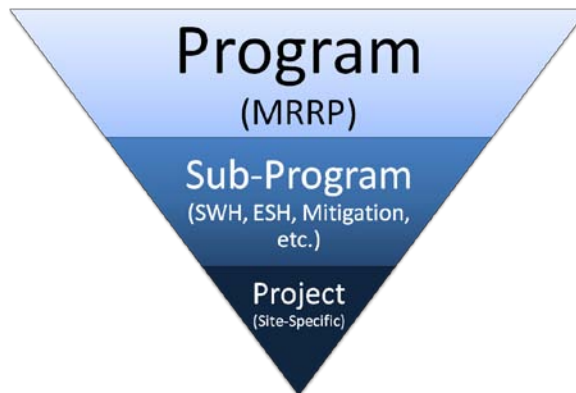 Program
(MRRP)
Sub-Program
(SWH, ESH, Mitigation,
etc.)
Project
(Site-Specific)